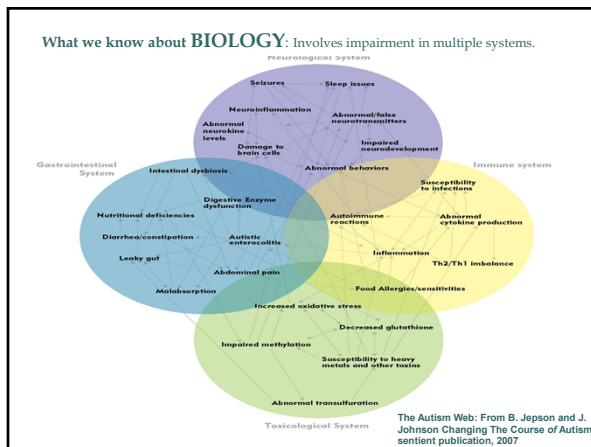 What we know about BIOLOGY: Involves impairment in multiple systems.
Neurological System
Seizures
Sleep issues
Neuroinflammation
Abnormal/false
neurotransmitters
Abnormal
neurokine
levels
Impaired
neurodevelopment
Damage to
brain cells
Gastrointestinal
System
Immune system
Intestinal dysbiosis
Abnormal behaviors
Susceptibility
to infections
Digestive Enzyme
dysfunction
Nutritional deficiencies
Autoimmune
reactions
Abnormal
cytokine production
Diarrhea/constipation
Autistic
enterocolitis
Inflammation
Leaky gut
Th2/Th1 imbalance
Abdominal pain
Malabsorption
Food Allergies/sensitivities
Increased oxidative stress
Decreased glutathione
Impaired methylation
Susceptibility to heavy
metals and other toxins
Abnormal transulfuration
Toxicological System
The Autism Web: From B. Jepson and J.
Johnson Changing The Course of Autism
sentient publication, 2007